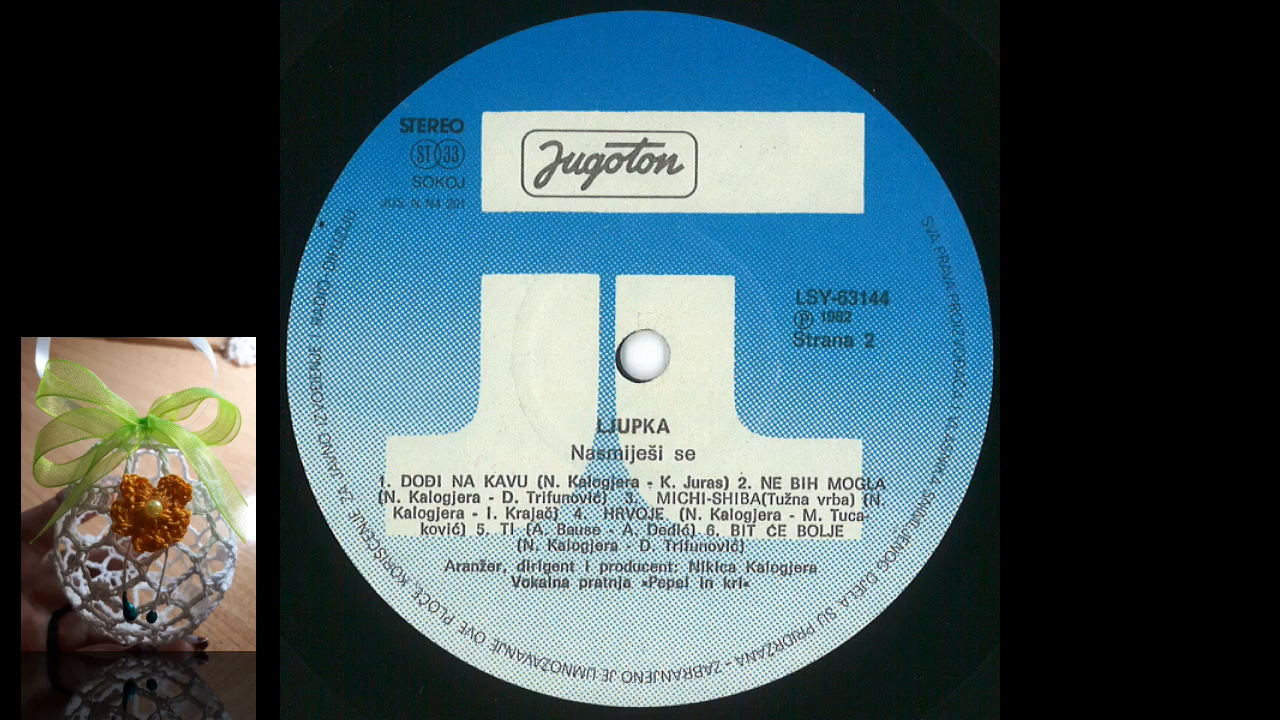 STEREO
ST 33
SOKOJ
JUS N N4 201
Jugoton
LSY-63144
Ⓟ 1982
Strana 2
LJUPKA
Nasmiješi se
1. DOĐI NA KAVU (N. Kalogjera - K. Juras) 2. NE BIH MOGLA
(N. Kalogjera - D. Trifunović) 3. MICHI-SHIBA(Tužna vrba) (N.
Kalogjera - I. Krajač) 4. HRVOJE (N. Kalogjera - M. Tuca-
ković) 5. TI (A. Bause - A. Dedić) 6. BIT ĆE BOLJE
(N. Kalogjera - D. Trifunović)
Aranžer, dirigent i producent: Nikica Kalogjera
Vokalna pratnja »Pepel in kri«
SVA PRAVA PROIZVOĐAČA I VLASNIKA SNIMLJENOG DJELA SU PRIDRŽANA - ZABRANJENO JE UMNOŽAVANJE OVE PLOČE, KORIŠĆENJE ZA JAVNO IZVOĐENJE I RADIO-DIFUZIJU